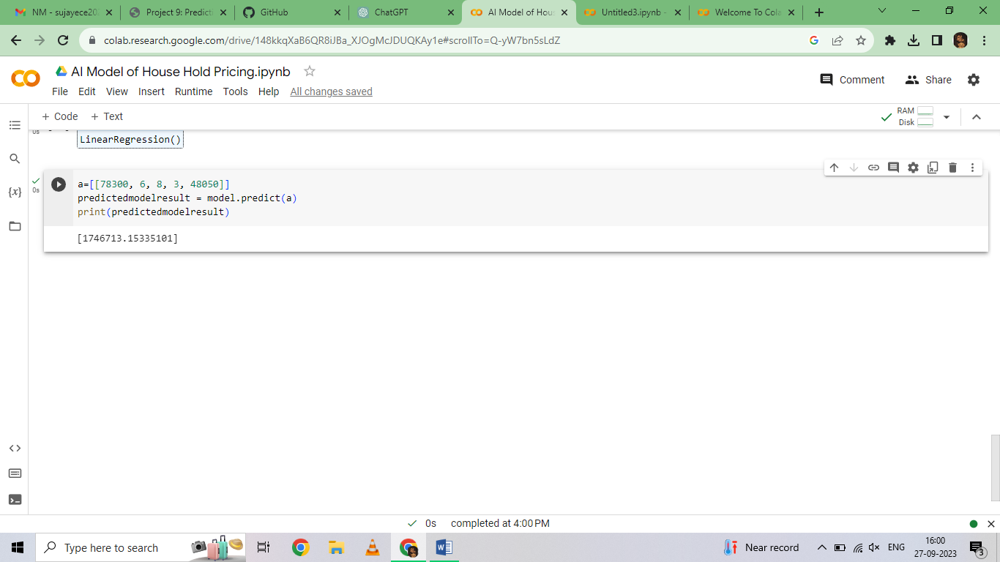 NM - sujayece202
Project 9: Predicti
GitHub
ChatGPT
AI Model of Hous
Untitled3.ipynb -
Welcome To Cola
colab.research.google.com/drive/148kkqXaB6QR8iJBa_XJOgMcJDUQKAy1e#scrollTo=Q-yW7bn5sLdZ
AI Model of House Hold Pricing.ipynb
File Edit View Insert Runtime Tools Help All changes saved
Comment
Share
+ Code + Text
RAM
Disk
0s
LinearRegression()
0s
a=[[78300, 6, 8, 3, 48050]]
predictedmodelresult = model.predict(a)
print(predictedmodelresult)
[1746713.15335101]
{x}
0s completed at 4:00 PM
Type here to search
Near record
ENG
16:00
27-09-2023
3